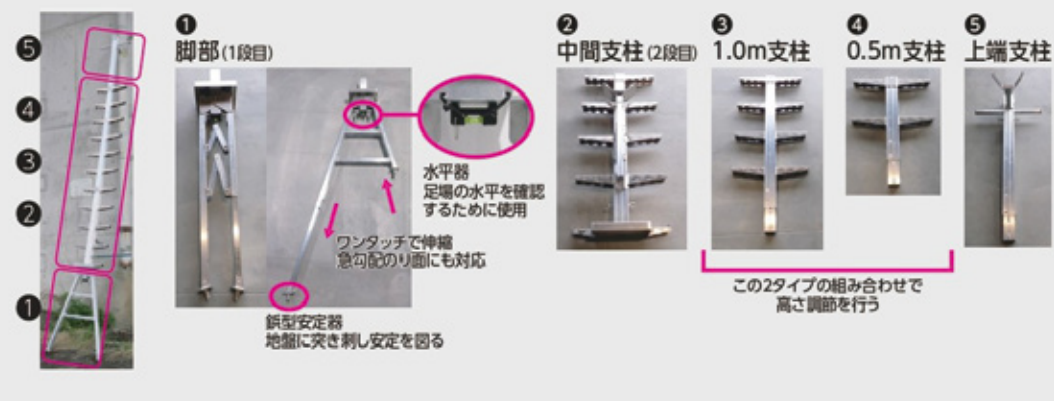 ❺
❹
❸
❷
❶
❶
脚部(1段目)
水平器
足場の水平を確認
するために使用
ワンタッチで伸縮
急勾配のり面にも対応
鋲型安定器
地盤に突き刺し安定を図る
❷
中間支柱(2段目)
❸
1.0m支柱
❹
0.5m支柱
❺
上端支柱
この2タイプの組み合わせで
高さ調節を行う